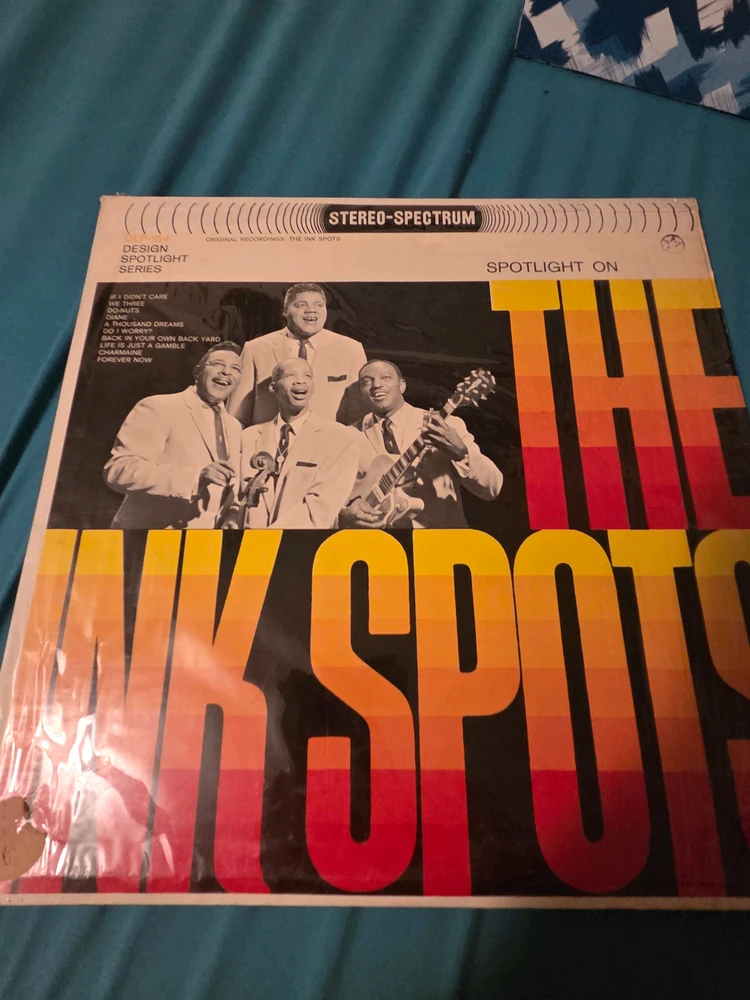 STEREO-SPECTRUM
ORIGINAL RECORDINGS: THE INK SPOTS
DESIGN
SPOTLIGHT
SERIES
SPOTLIGHT ON
IF I DIDN'T CARE
WE THREE
DO-NUTS
DIANE
A THOUSAND DREAMS
DO I WORRY?
BACK IN YOUR OWN BACK YARD
LIFE IS JUST A GAMBLE
CHARMAINE
FOREVER NOW
THE
INK SPOTS